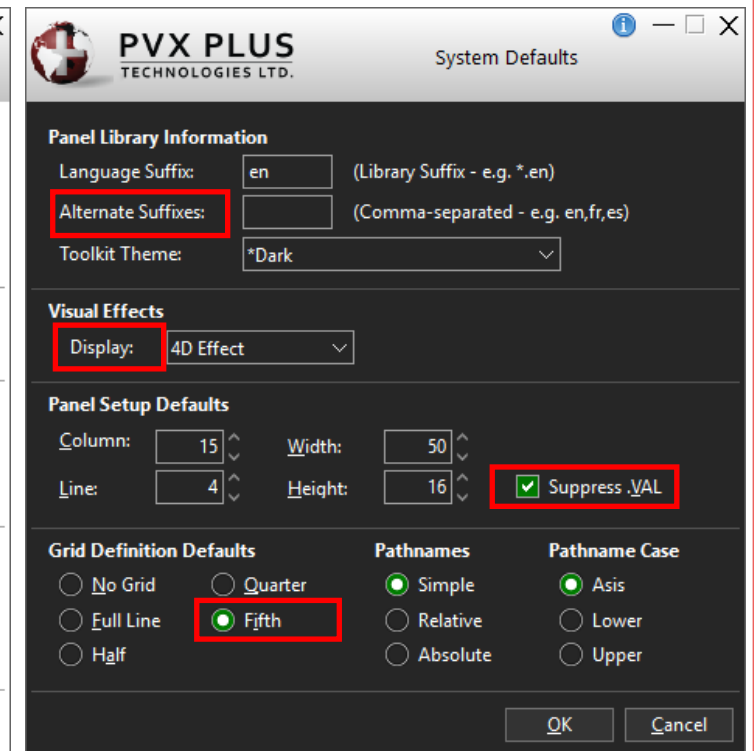 PVX PLUS
TECHNOLOGIES LTD.
System Defaults
Panel Library Information
Language Suffix: en (Library Suffix - e.g. *.en)
Alternate Suffixes: (Comma-separated - e.g. en,fr,es)
Toolkit Theme: *Dark
Visual Effects
Display: 4D Effect
Panel Setup Defaults
Column: 15 Width: 50
Line: 4 Height: 16 Suppress .VAL
Grid Definition Defaults Pathnames Pathname Case
No Grid Quarter Simple Asis
Full Line Fifth Relative Lower
Half Absolute Upper
OK Cancel